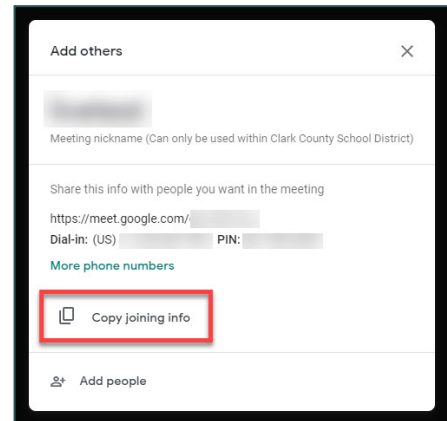 Add others
Meeting nickname (Can only be used within Clark County School District)
Share this info with people you want in the meeting
https://meet.google.com/
Dial-in: (US) PIN:
More phone numbers
Copy joining info
Add people